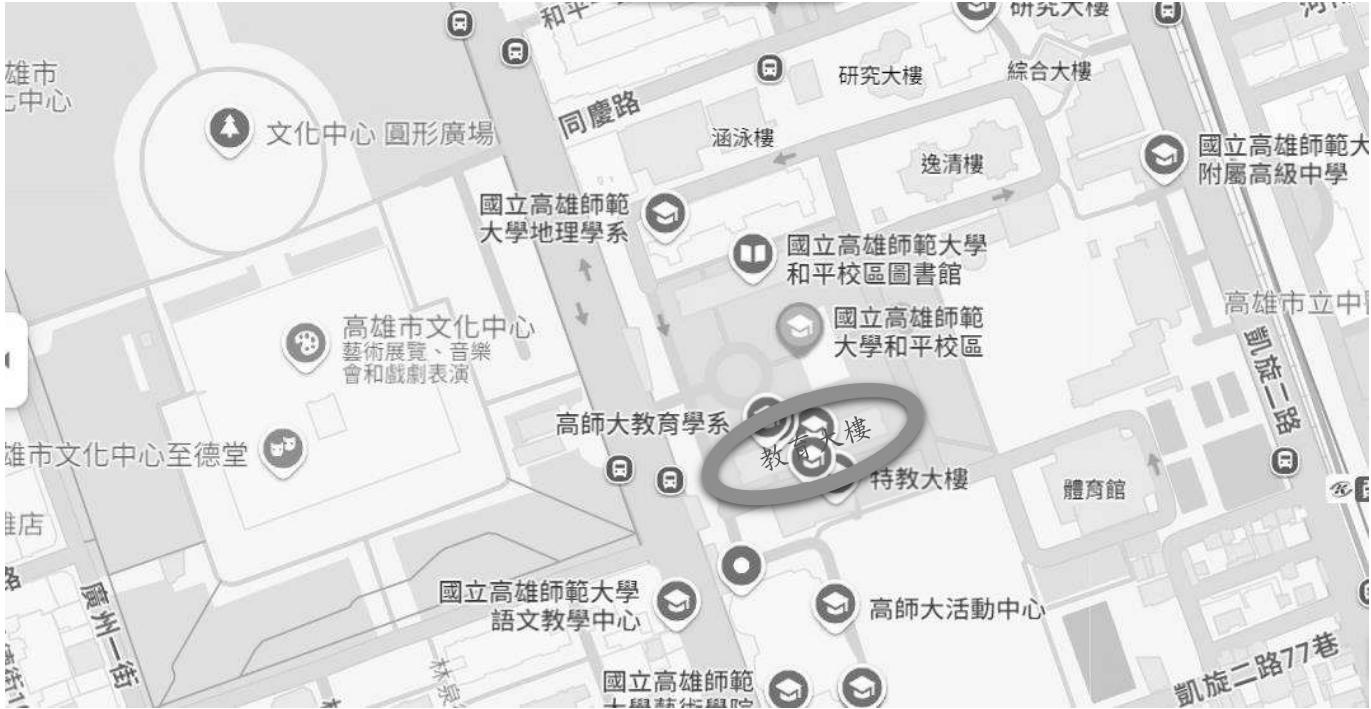 和平
研究大樓
河
雄市
化中心
研究大樓
綜合大樓
同慶路
文化中心 圓形廣場
涵泳樓
逸清樓
國立高雄師範大
附屬高級中學
國立高雄師範
大學地理學系
國立高雄師範大學
和平校區圖書館
高雄市立中
國立高雄師範
大學和平校區
高雄市文化中心
藝術展覽、音樂
會和戲劇表演
凱旋二路
高師大教育學系
教育大樓
雄市文化中心至德堂
特教大樓
體育館
雄店
路
廣州一街
國立高雄師範大學
語文教學中心
高師大活動中心
林泉
國立高雄師範
大學藝術學院
凱旋二路77巷